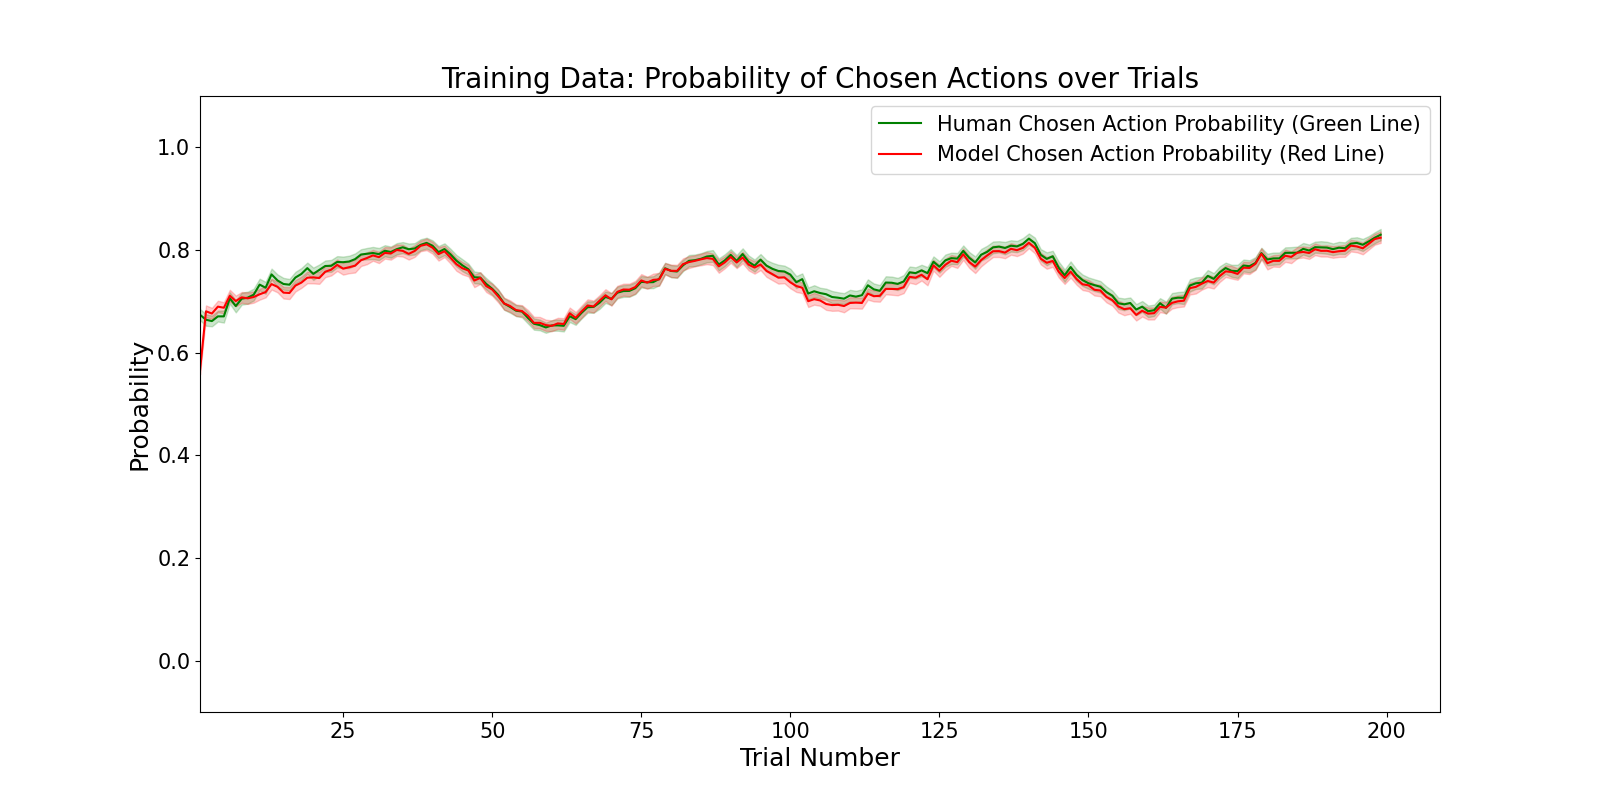 Training Data: Probability of Chosen Actions over Trials
Human Chosen Action Probability (Green Line)
Model Chosen Action Probability (Red Line)
1.0
0.8
0.6
0.4
0.2
0.0
Probability
25 50 75 100 125 150 175 200
Trial Number